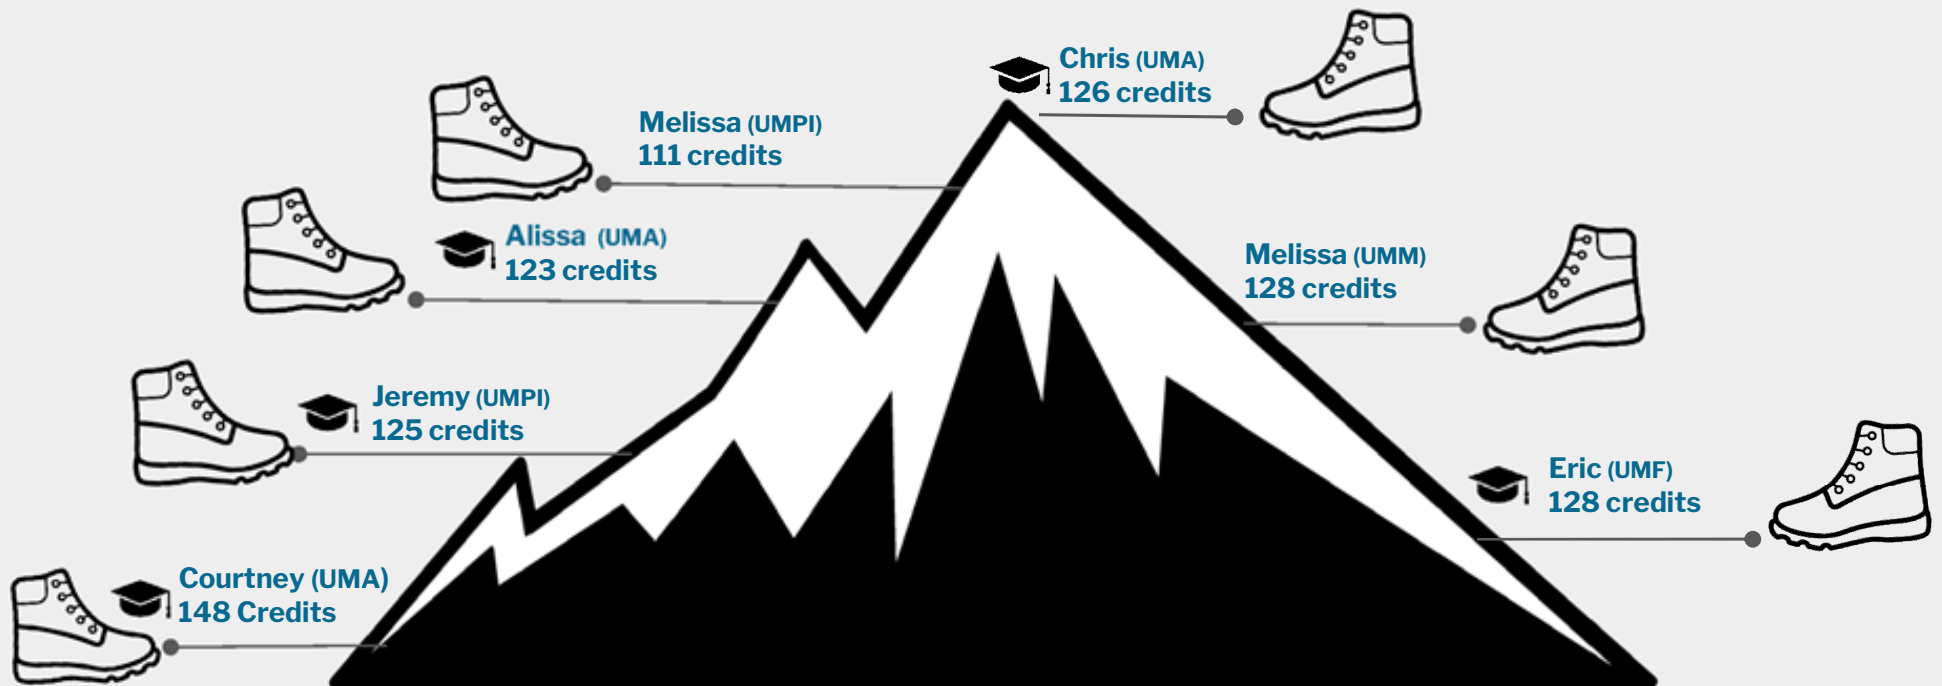 Chris (UMA)
126 credits
Melissa (UMPI)
111 credits
Alissa (UMA)
123 credits
Melissa (UMM)
128 credits
Jeremy (UMPI)
125 credits
Eric (UMF)
128 credits
Courtney (UMA)
148 Credits